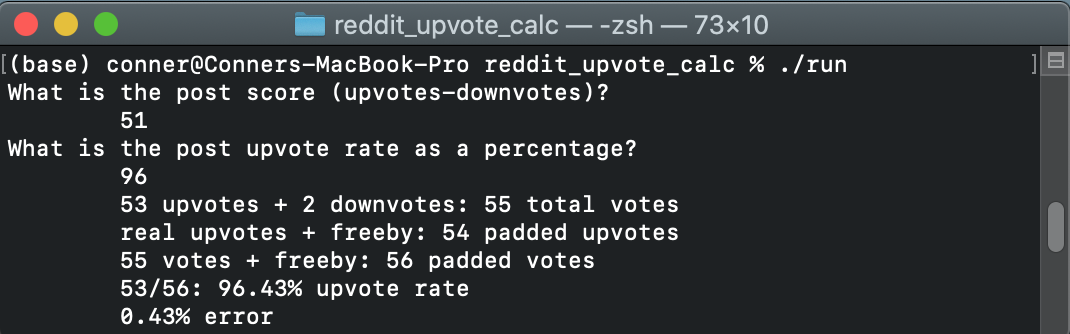 reddit_upvote_calc — -zsh — 73×10
[(base) conner@Conners-MacBook-Pro reddit_upvote_calc % ./run ]
What is the post score (upvotes-downvotes)?
51
What is the post upvote rate as a percentage?
96
53 upvotes + 2 downvotes: 55 total votes
real upvotes + freeby: 54 padded upvotes
55 votes + freeby: 56 padded votes
53/56: 96.43% upvote rate
0.43% error